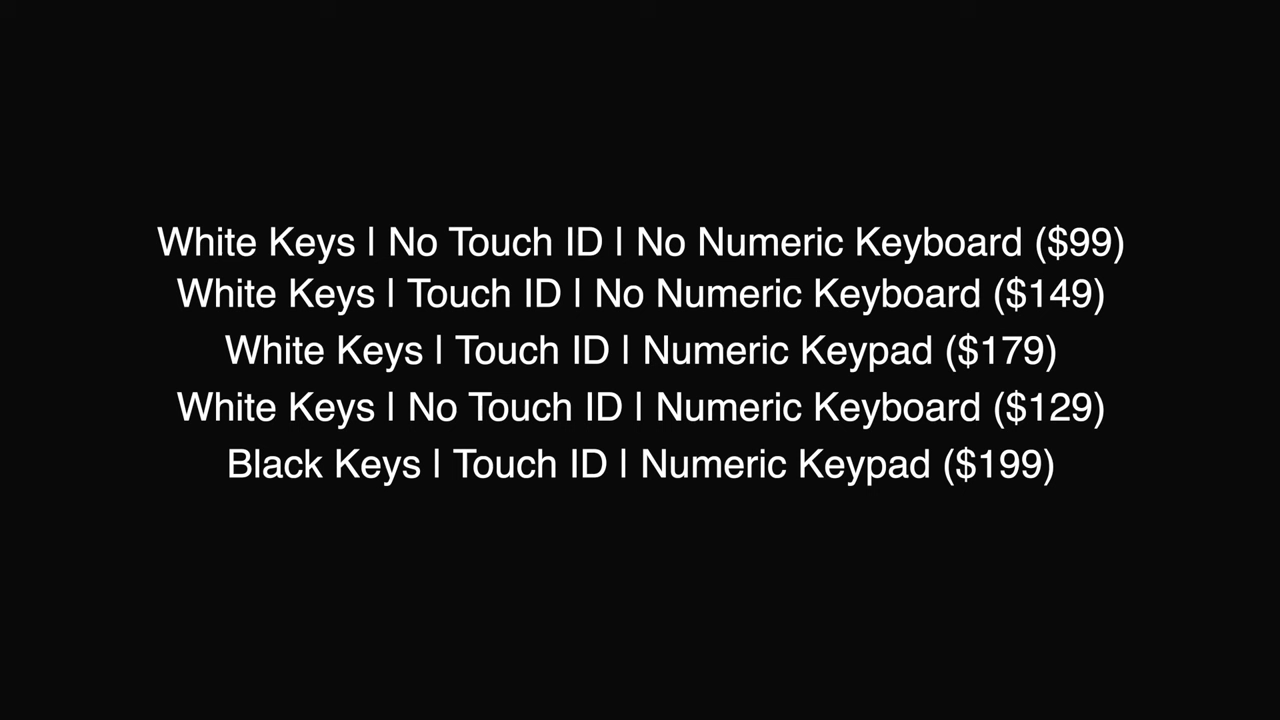 White Keys | No Touch ID | No Numeric Keyboard ($99)
White Keys | Touch ID | No Numeric Keyboard ($149)
White Keys | Touch ID | Numeric Keypad ($179)
White Keys | No Touch ID | Numeric Keyboard ($129)
Black Keys | Touch ID | Numeric Keypad ($199)